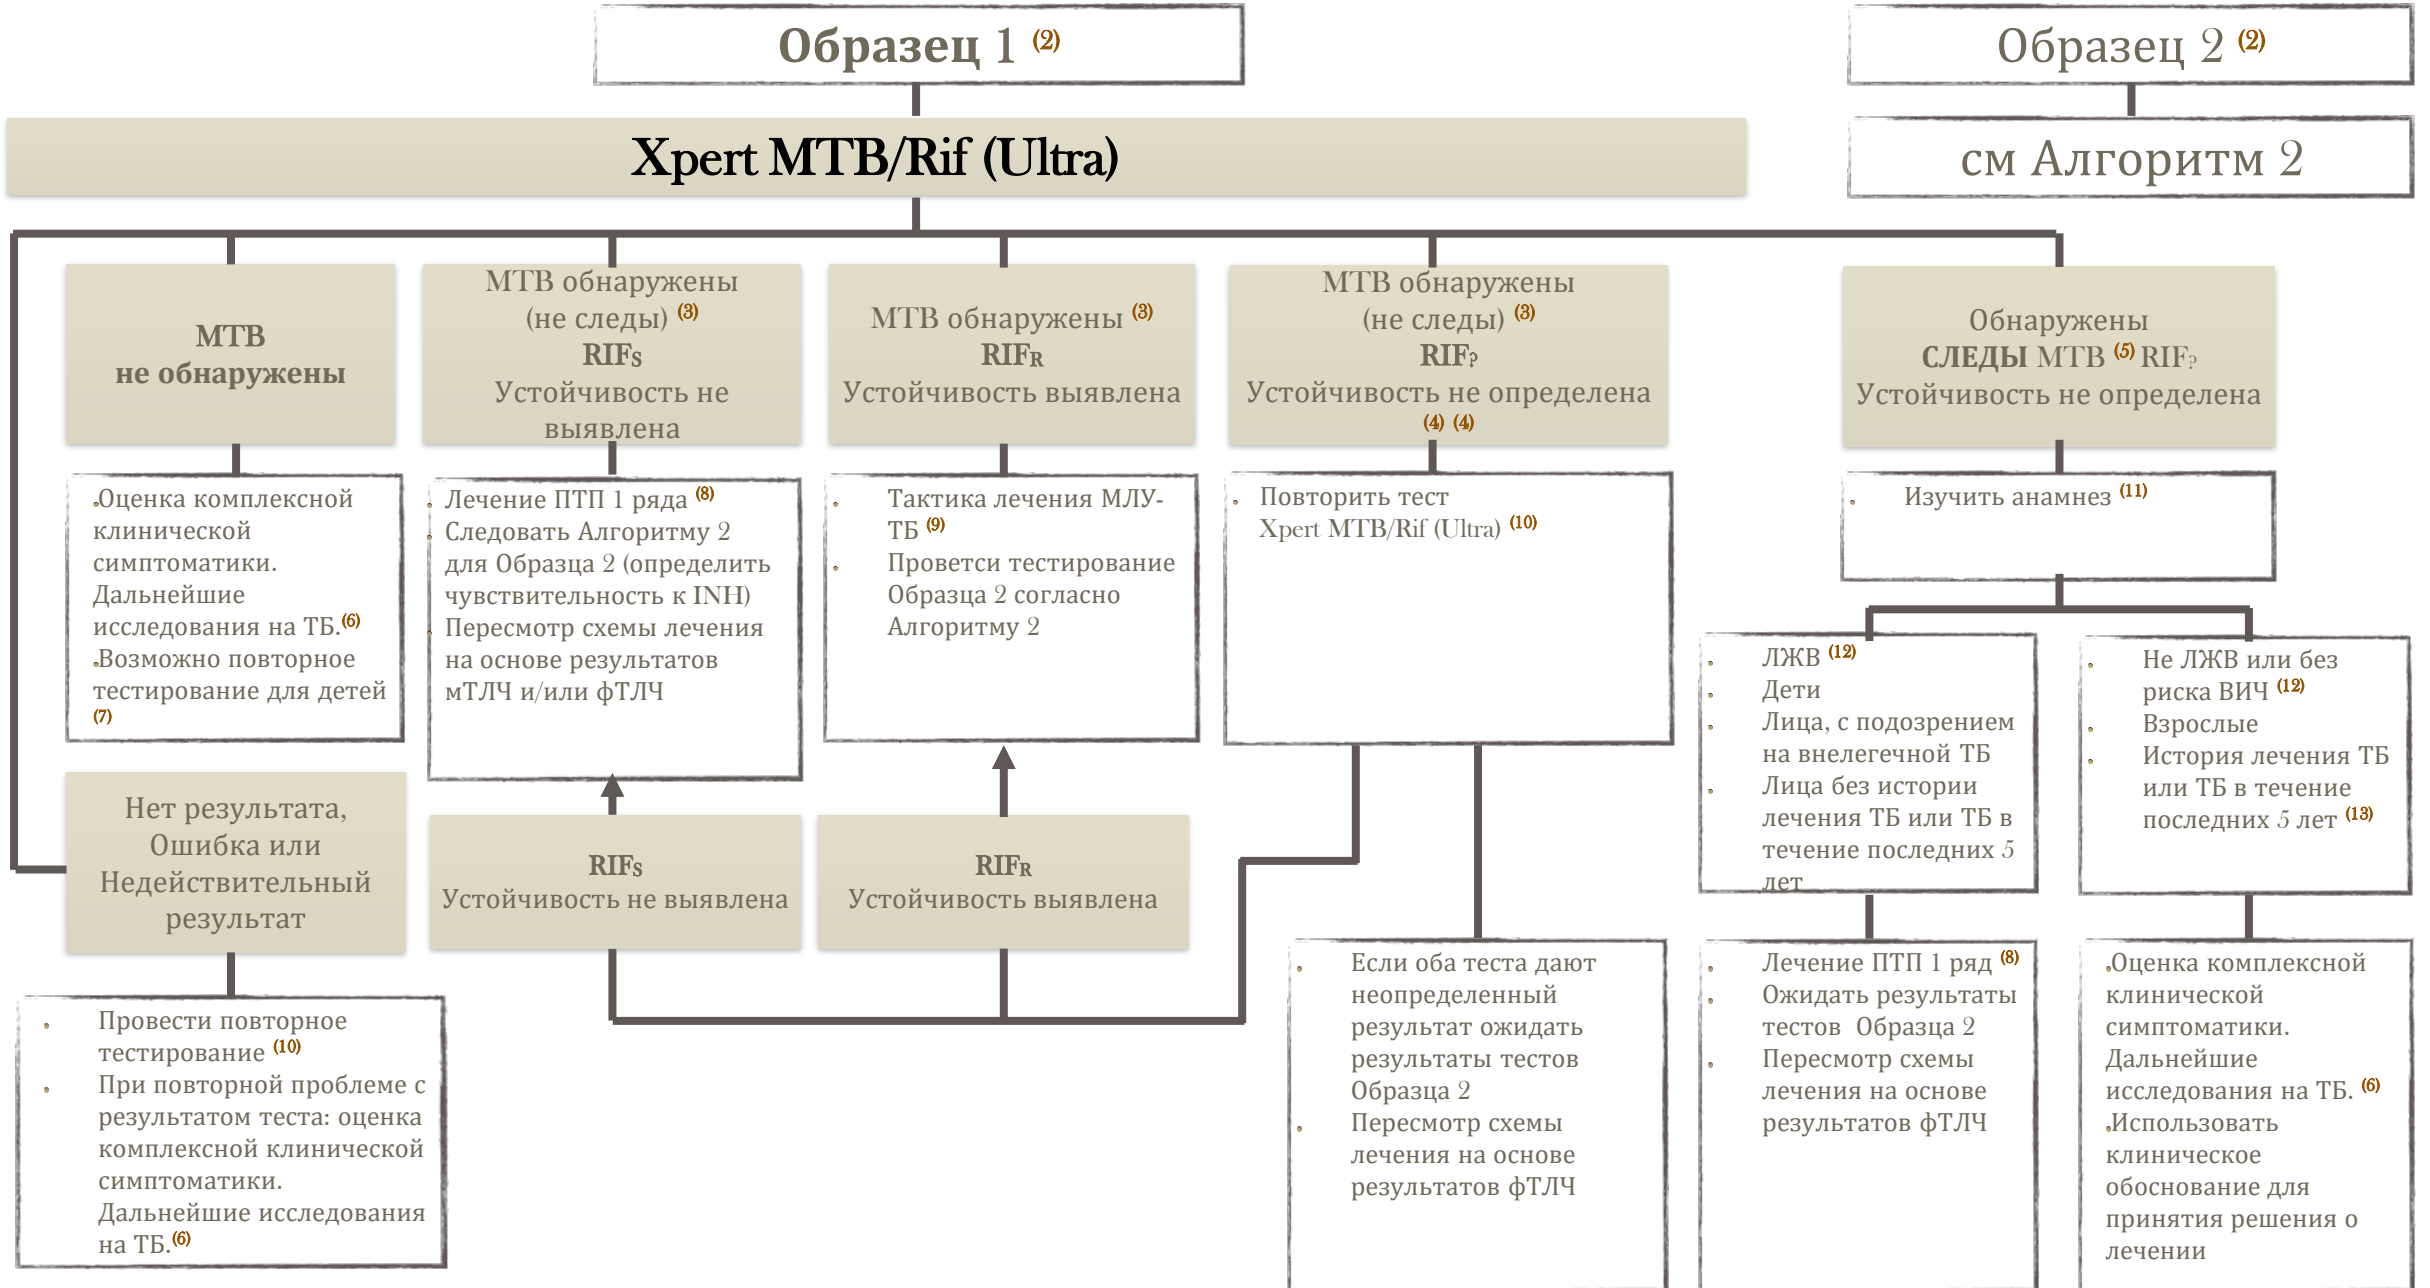 Образец 1 (2)
Образец 2 (2)
Xpert MTB/Rif (Ultra)
см Алгоритм 2
МТВ
не обнаружены
МТВ обнаружены
(не следы) (3)
RIFS
Устойчивость не
выявлена
МТВ обнаружены (3)
RIFR
Устойчивость выявлена
МТВ обнаружены
(не следы) (3)
RIF?
Устойчивость не определена
(4) (4)
Обнаружены
СЛЕДЫ МТВ (5) RIF?
Устойчивость не определена
Оценка комплексной
клинической
симптоматики.
Дальнейшие
исследования на ТБ.(6)
Возможно повторное
тестирование для детей
(7)
Лечение ПТП 1 ряда (8)
Следовать Алгоритму 2
для Образца 2 (определить
чувствительность к INH)
Пересмотр схемы лечения
на основе результатов
мТЛЧ и/или фТЛЧ
Тактика лечения МЛУ-
ТБ (9)
Проветси тестирование
Образца 2 согласно
Алгоритму 2
Повторить тест
Xpert MTB/Rif (Ultra) (10)
Изучить анамнез (11)
ЛЖВ (12)
Дети
Лица, с подозрением
на внелегечной ТБ
Лица без истории
лечения ТБ или ТБ в
течение последних 5
лет
Не ЛЖВ или без
риска ВИЧ (12)
Взрослые
История лечения ТБ
или ТБ в течение
последних 5 лет (13)
Нет результата,
Ошибка или
Недействительный
результат
RIFS
Устойчивость не выявлена
RIFR
Устойчивость выявлена
Провести повторное
тестирование (10)
При повторной проблеме с
результатом теста: оценка
комплексной клинической
симптоматики.
Дальнейшие исследования
на ТБ.(6)
Если оба теста дают
неопределенный
результат ожидать
результаты тестов
Образца 2
Пересмотр схемы
лечения на основе
результатов фТЛЧ
Лечение ПТП 1 ряд (8)
Ожидать результаты
тестов Образца 2
Пересмотр схемы
лечения на основе
результатов фТЛЧ
Оценка комплексной
клинической
симптоматики.
Дальнейшие
исследования на ТБ. (6)
Использовать
клиническое
обоснование для
принятия решения о
лечении